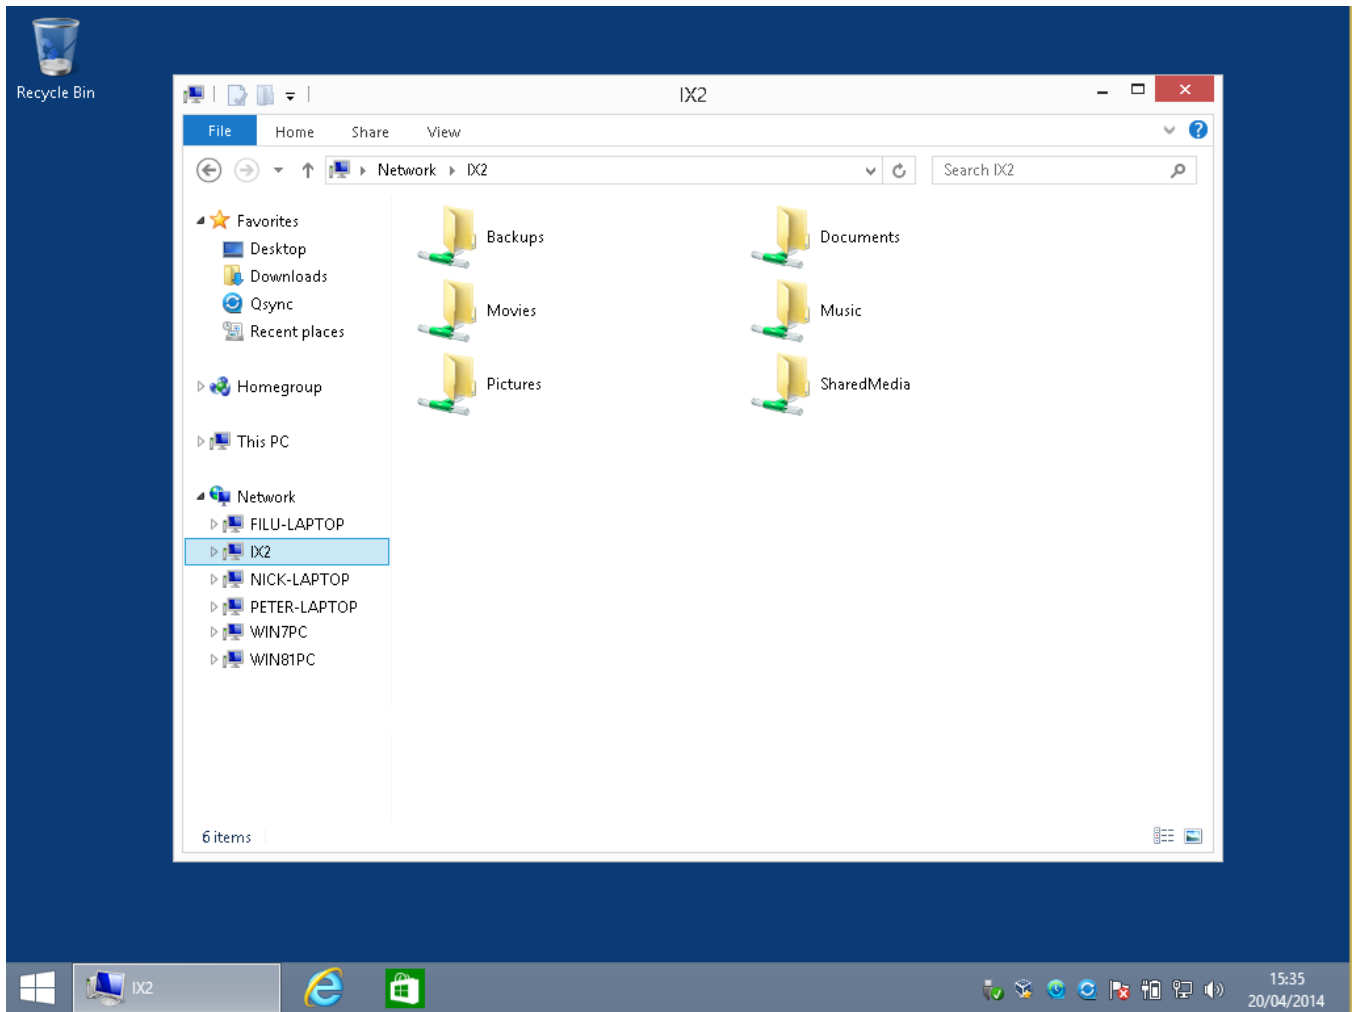 Recycle Bin
IX2
File Home Share View
Network IX2
Search IX2
Favorites
Desktop
Downloads
Qsync
Recent places
Homegroup
This PC
Network
FILU-LAPTOP
IX2
NICK-LAPTOP
PETER-LAPTOP
WIN7PC
WIN81PC
Backups
Documents
Movies
Music
Pictures
SharedMedia
6 items
IX2
15:35
20/04/2014